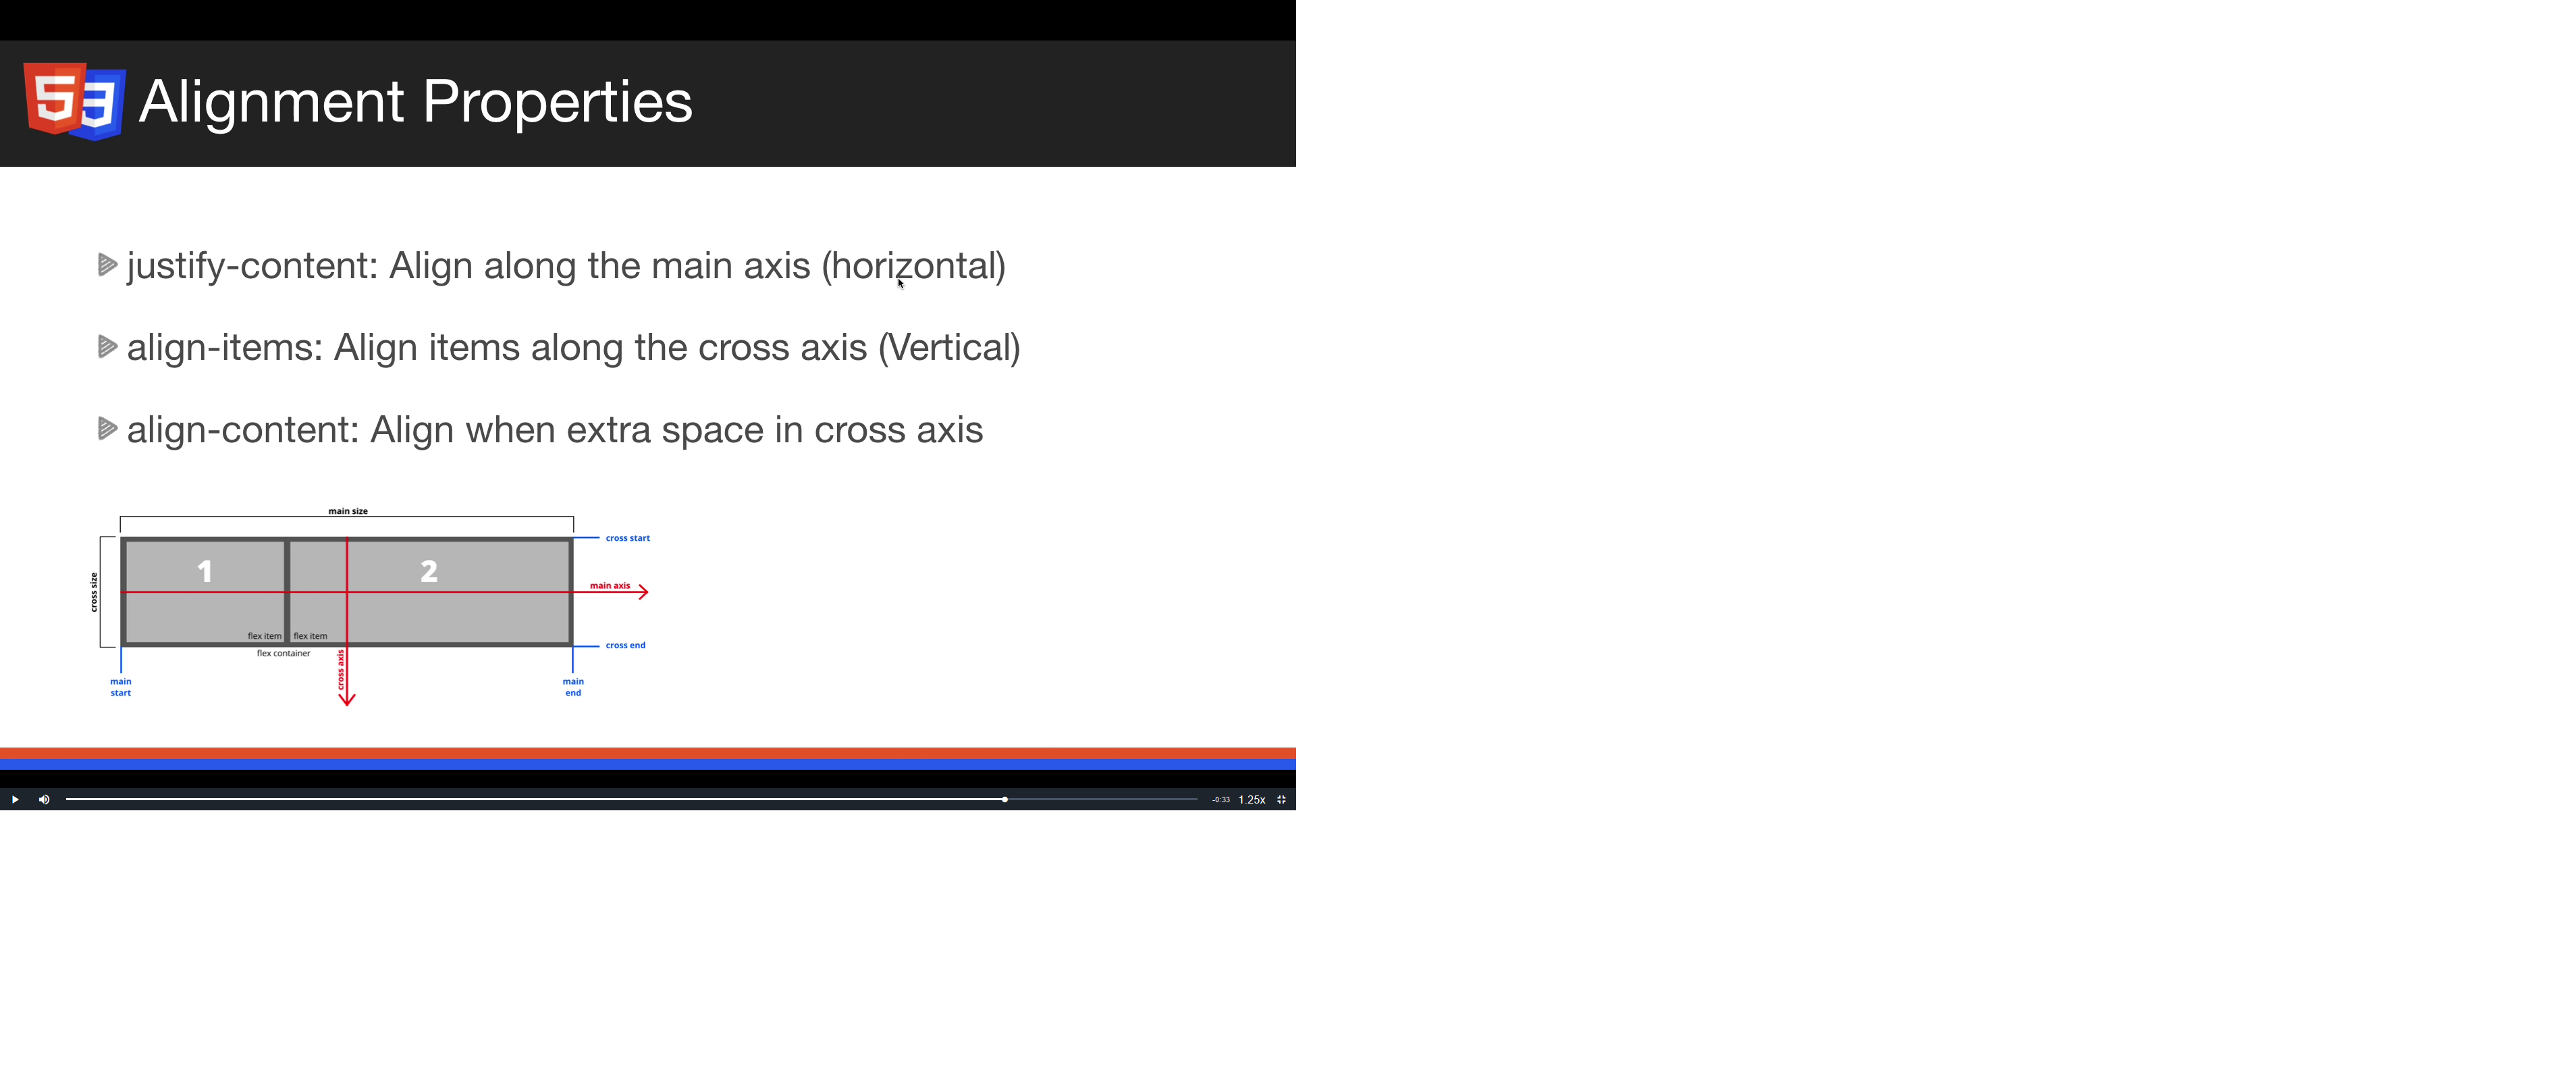 Alignment Properties
justify-content: Align along the main axis (horizontal)
align-items: Align items along the cross axis (Vertical)
align-content: Align when extra space in cross axis
main size
cross size
1
2
cross start
main axis
flex item
flex item
cross end
flex container
cross axis
main
start
main
end
-0:33
1.25x